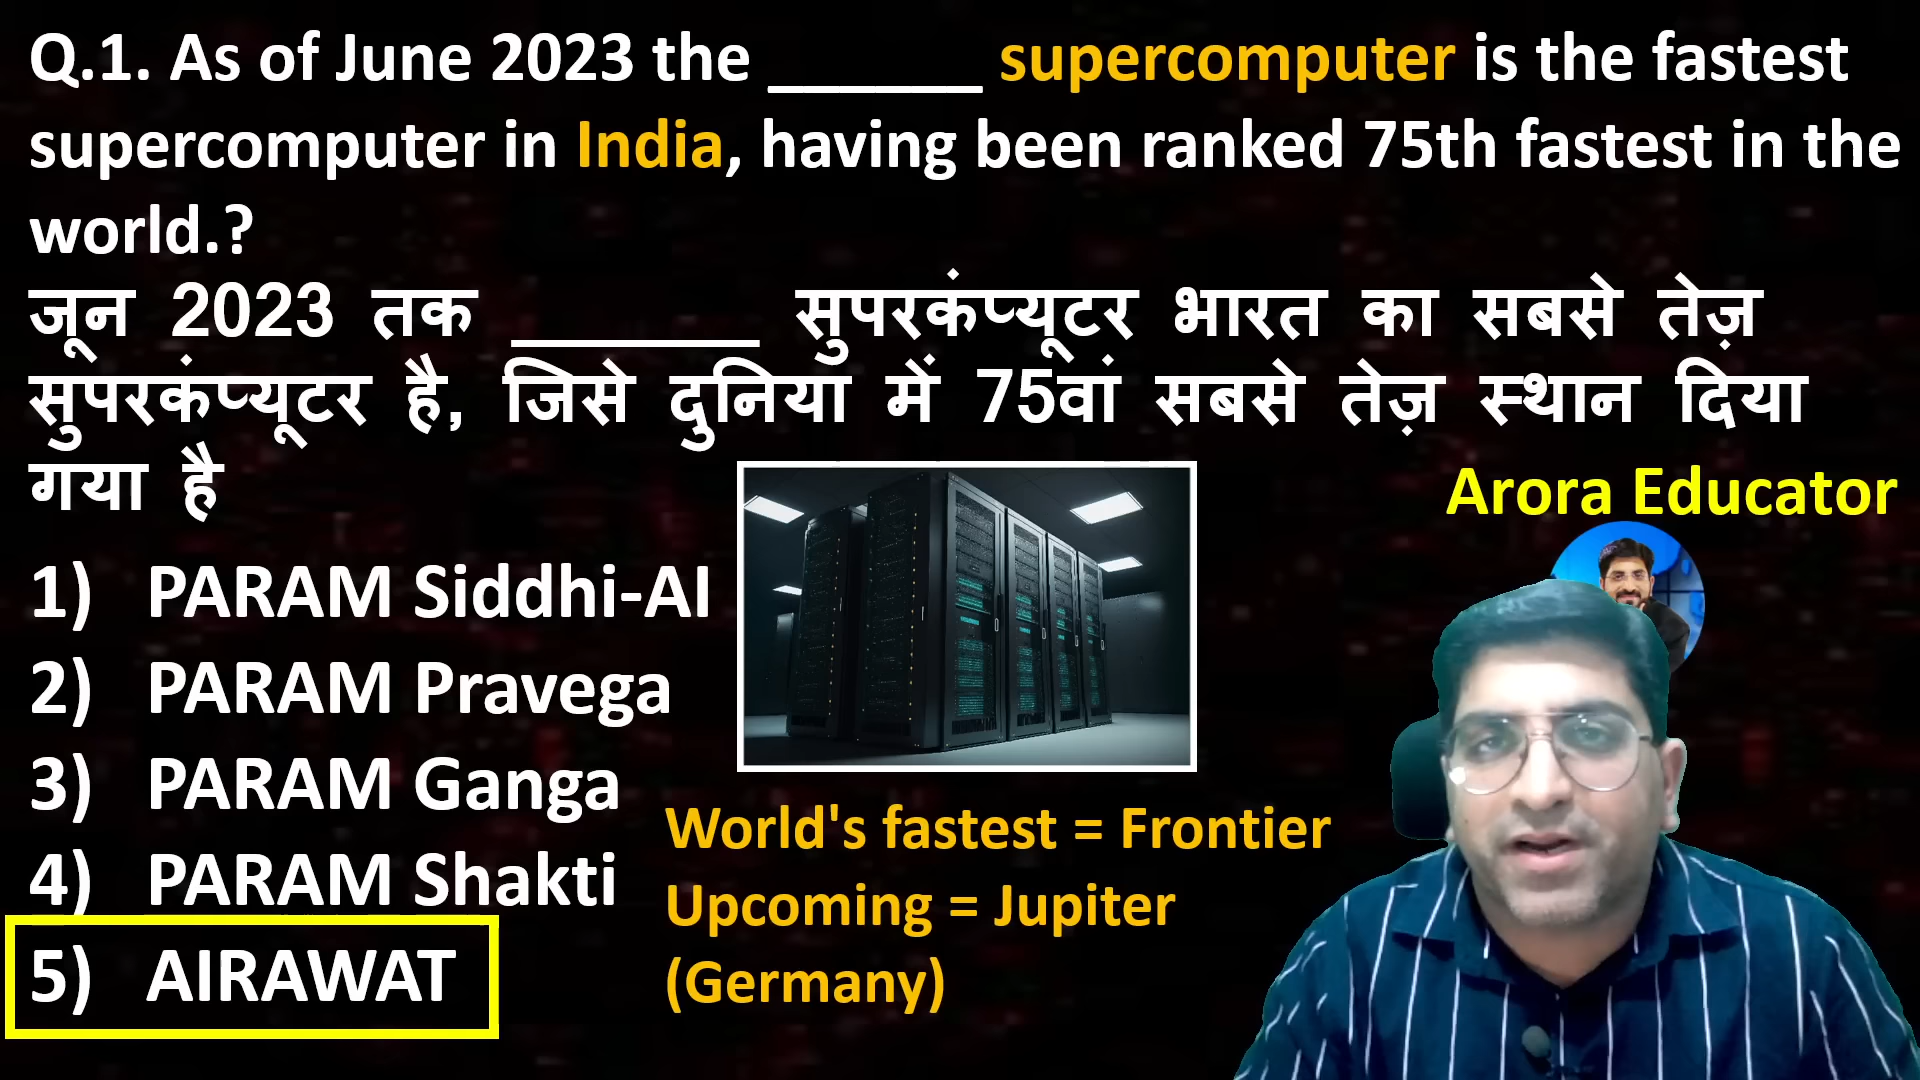 Q.1. As of June 2023 the ______ supercomputer is the fastest
supercomputer in India, having been ranked 75th fastest in the
world.?
जून 2023 तक _______ सुपरकंप्यूटर भारत का सबसे तेज़
सुपरकंप्यूटर है, जिसे दुनिया में 75वां सबसे तेज़ स्थान दिया
गया है
Arora Educator
1) PARAM Siddhi-AI
2) PARAM Pravega
3) PARAM Ganga
4) PARAM Shakti
5) AIRAWAT
World's fastest = Frontier
Upcoming = Jupiter
(Germany)